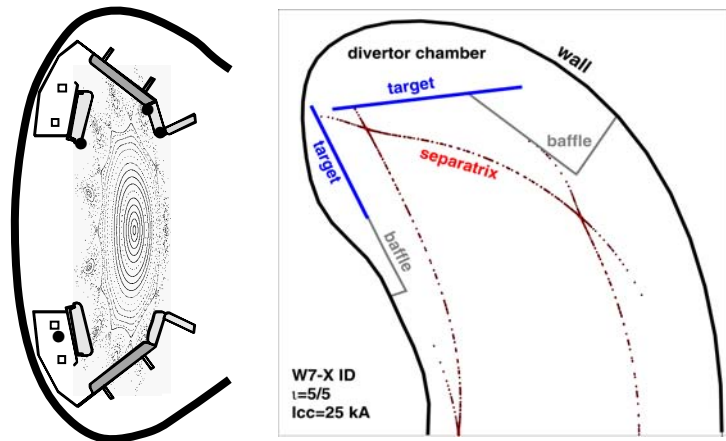 divertor chamber
wall
target
baffle
target
separatrix
baffle
W7-X ID
ι=5/5
Icc=25 kA